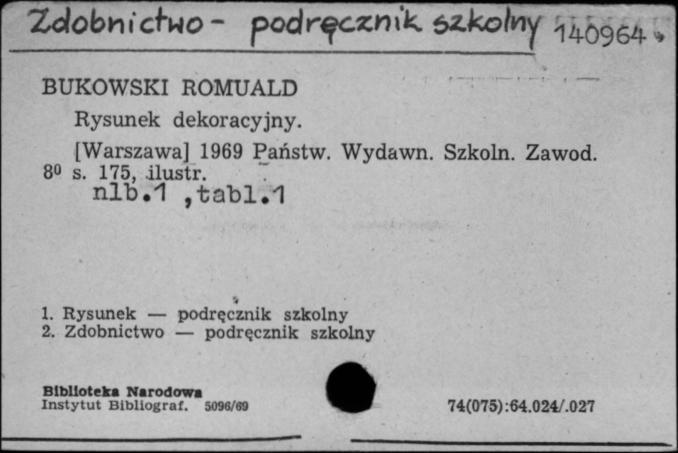 Zdobnictwo - podręcznik szkolny 140964
BUKOWSKI ROMUALD
Rysunek dekoracyjny.
[Warszawa] 1969 Państw. Wydawn. Szkoln. Zawod.
8⁰ s. 175, ilustr.
nlb.1 ,tabl.1
1. Rysunek — podręcznik szkolny
2. Zdobnictwo — podręcznik szkolny
Biblioteka Narodowa
Instytut Bibliograf. 5096/69
74(075):64.024/.027